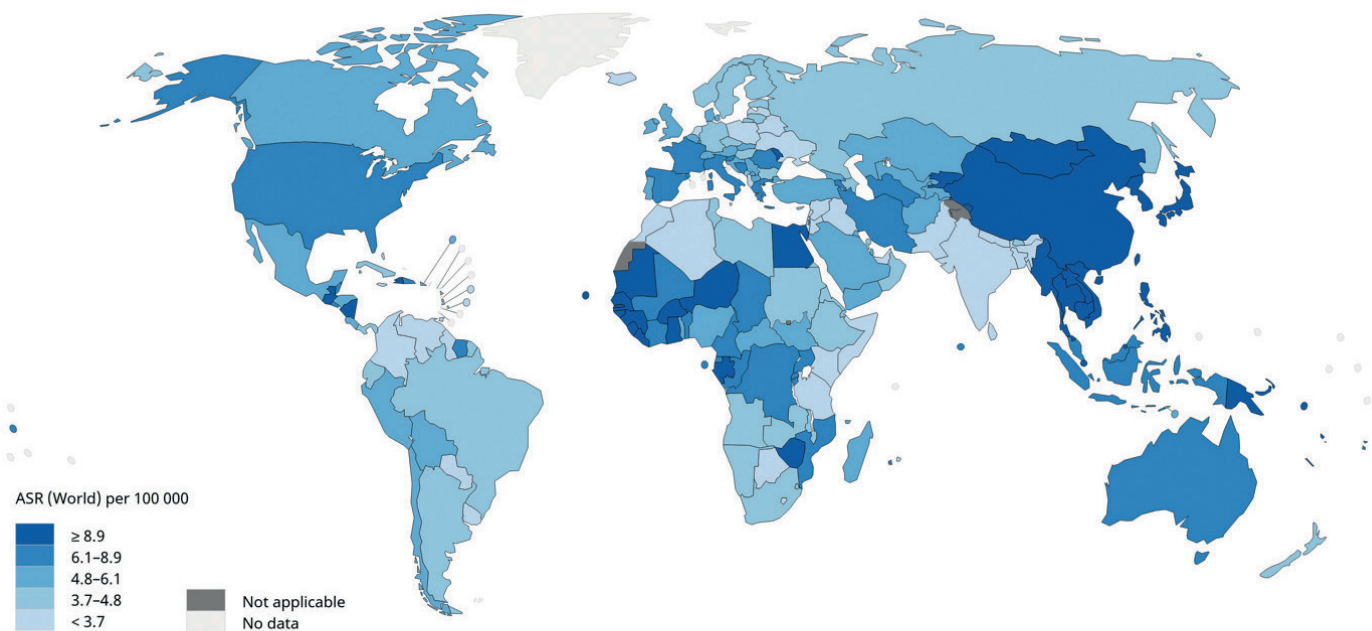 ASR (World) per 100 000
≥ 8.9
6.1–8.9
4.8–6.1
3.7–4.8
< 3.7
Not applicable
No data